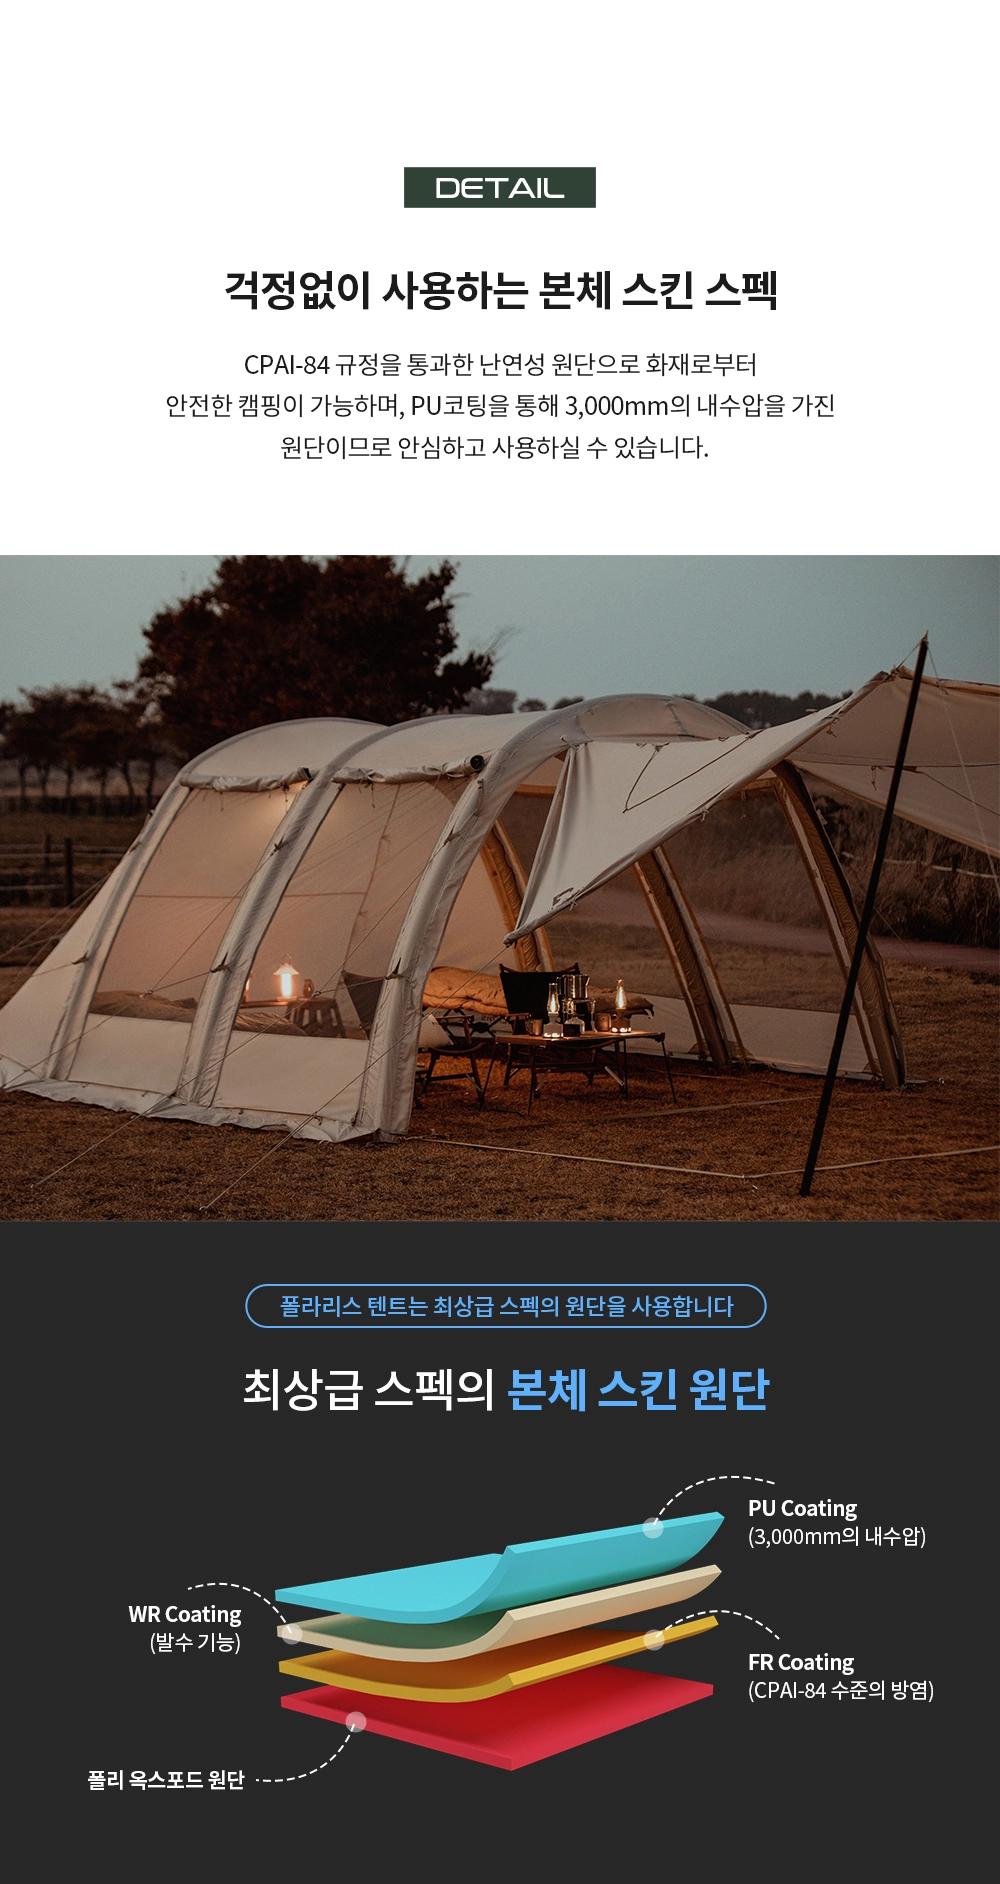 DETAIL
걱정없이 사용하는 본체 스킨 스펙
CPAI-84 규정을 통과한 난연성 원단으로 화재로부터
안전한 캠핑이 가능하며, PU코팅을 통해 3,000mm의 내수압을 가진
원단이므로 안심하고 사용하실 수 있습니다.
폴라리스 텐트는 최상급 스펙의 원단을 사용합니다
최상급 스펙의 본체 스킨 원단
PU Coating
(3,000mm의 내수압)
WR Coating
(발수 기능)
FR Coating
(CPAI-84 수준의 방염)
폴리 옥스포드 원단